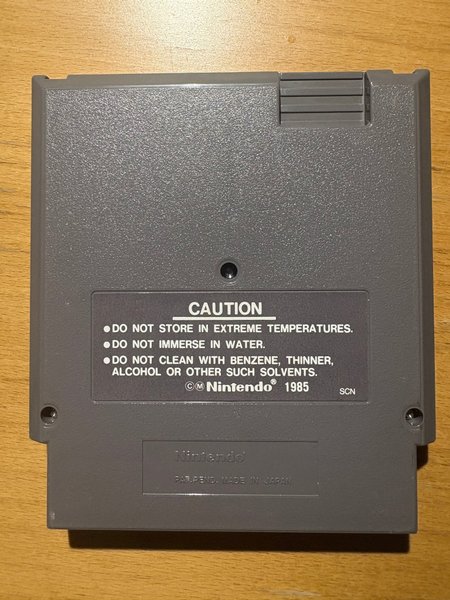 CAUTION
●DO NOT STORE IN EXTREME TEMPERATURES.
●DO NOT IMMERSE IN WATER.
●DO NOT CLEAN WITH BENZENE, THINNER,
ALCOHOL OR OTHER SUCH SOLVENTS.
©Ⓜ Nintendo® 1985
SCN
Nintendo®
PAT.PEND. MADE IN JAPAN